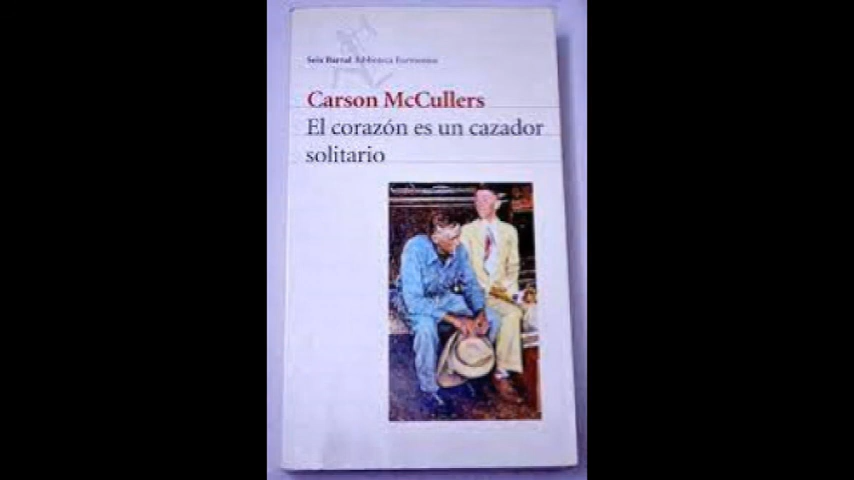 Seix Barral Biblioteca Formentor
Carson McCullers
El corazón es un cazador
solitario